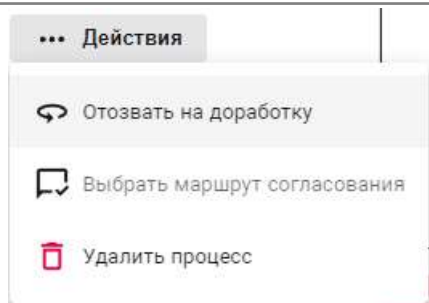 ••• Действия
Отозвать на доработку
Выбрать маршрут согласования
Удалить процесс